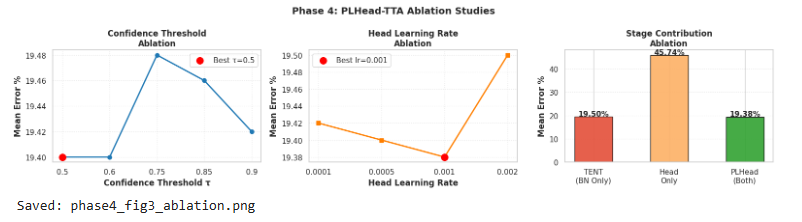 Phase 4: PLHead-TTA Ablation Studies
Confidence Threshold
Ablation
Mean Error %
19.48
19.46
19.44
19.42
19.40
Best τ=0.5
0.5 0.6 0.75 0.85 0.9
Confidence Threshold τ
Head Learning Rate
Ablation
Mean Error %
19.50
19.48
19.46
19.44
19.42
19.40
19.38
Best lr=0.001
0.0001 0.0005 0.001 0.002
Head Learning Rate
Stage Contribution
Ablation
Mean Error %
40
30
20
10
0
19.50%
45.74%
19.38%
TENT
(BN Only)
Head
Only
PLHead
(Both)
Saved: phase4_fig3_ablation.png